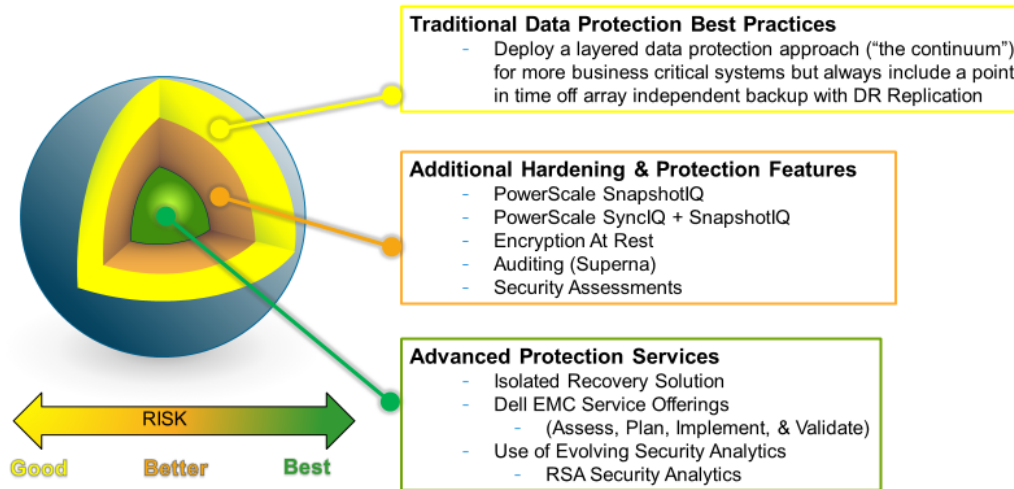 Traditional Data Protection Best Practices
- Deploy a layered data protection approach (“the continuum”)
for more business critical systems but always include a point
in time off array independent backup with DR Replication
Additional Hardening & Protection Features
- PowerScale SnapshotIQ
- PowerScale SyncIQ + SnapshotIQ
- Encryption At Rest
- Auditing (Superna)
- Security Assessments
Advanced Protection Services
- Isolated Recovery Solution
- Dell EMC Service Offerings
- (Assess, Plan, Implement, & Validate)
- Use of Evolving Security Analytics
- RSA Security Analytics
RISK
Good Better Best